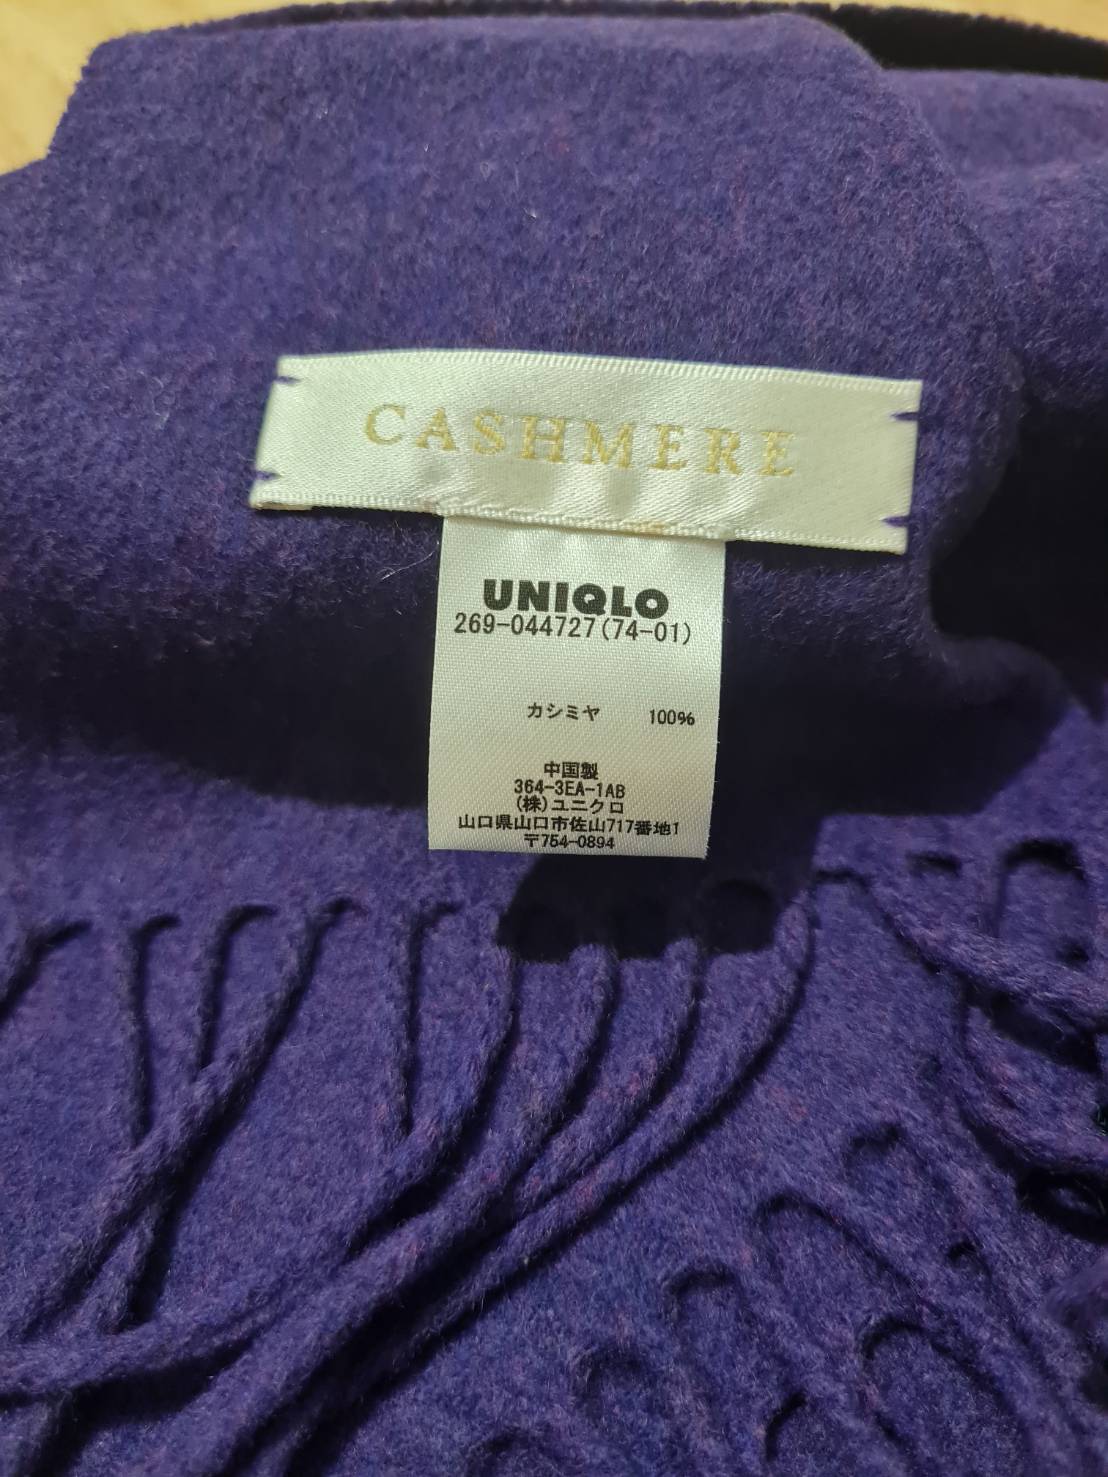 CASHMERE
UNIQLO
269-044727(74-01)
カシミヤ 100%
中国製
364-3EA-1AB
(株)ユニクロ
山口県山口市佐山717番地1
〒754-0894